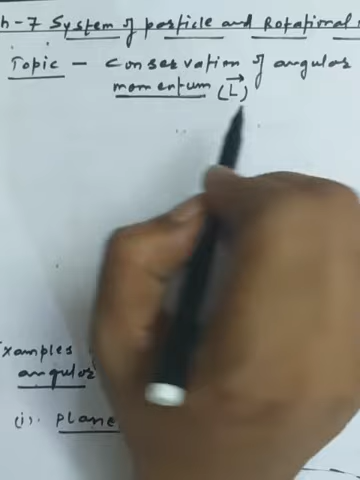 h-7 System of particle and Rotational
Topic - Conservation of angular
momentum (L⃗)
xamples
angular
(i). Plane